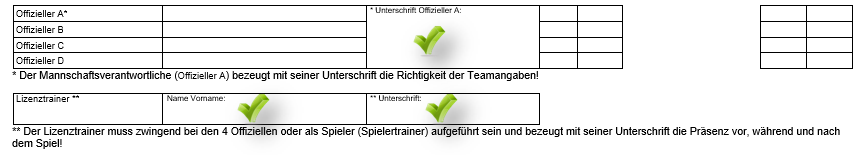 Offizieller A* * Unterschrift Offizieller A:
Offizieller B
Offizieller C
Offizieller D
* Der Mannschaftsverantwortliche (Offizieller A) bezeugt mit seiner Unterschrift die Richtigkeit der Teamangaben!
Lizenztrainer ** Name Vorname: ** Unterschrift:
** Der Lizenztrainer muss zwingend bei den 4 Offiziellen oder als Spieler (Spielertrainer) aufgeführt sein und bezeugt mit seiner Unterschrift die Präsenz vor, während und nach
dem Spiel!